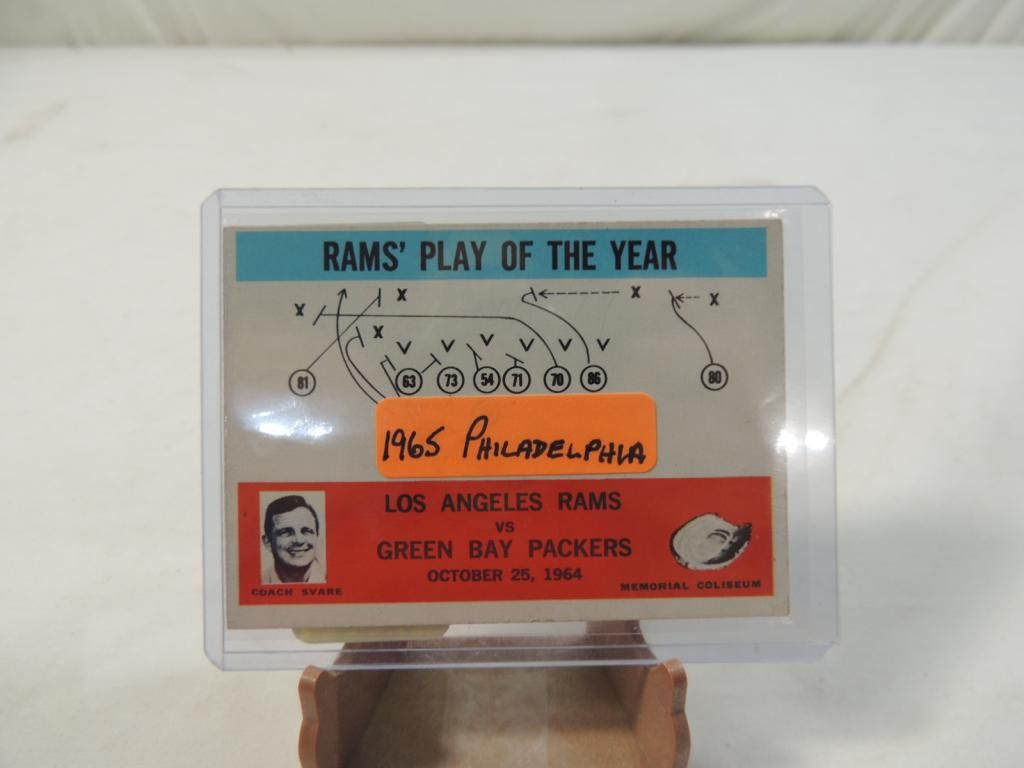 RAMS' PLAY OF THE YEAR
X X X X
X
V V V V V V
81 63 73 54 71 70 86 80
1965 PHILADELPHIA
LOS ANGELES RAMS
VS
GREEN BAY PACKERS
OCTOBER 25, 1964
COACH SVARE
MEMORIAL COLISEUM